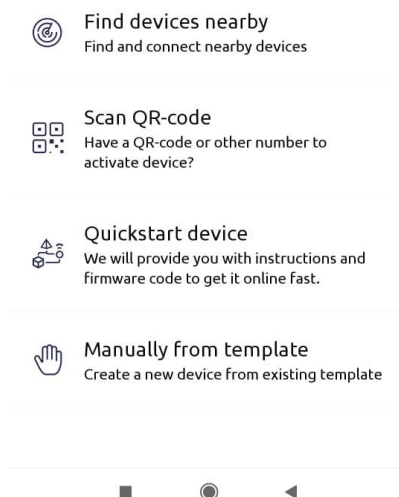 Find devices nearby
Find and connect nearby devices
Scan QR-code
Have a QR-code or other number to
activate device?
Quickstart device
We will provide you with instructions and
firmware code to get it online fast.
Manually from template
Create a new device from existing template